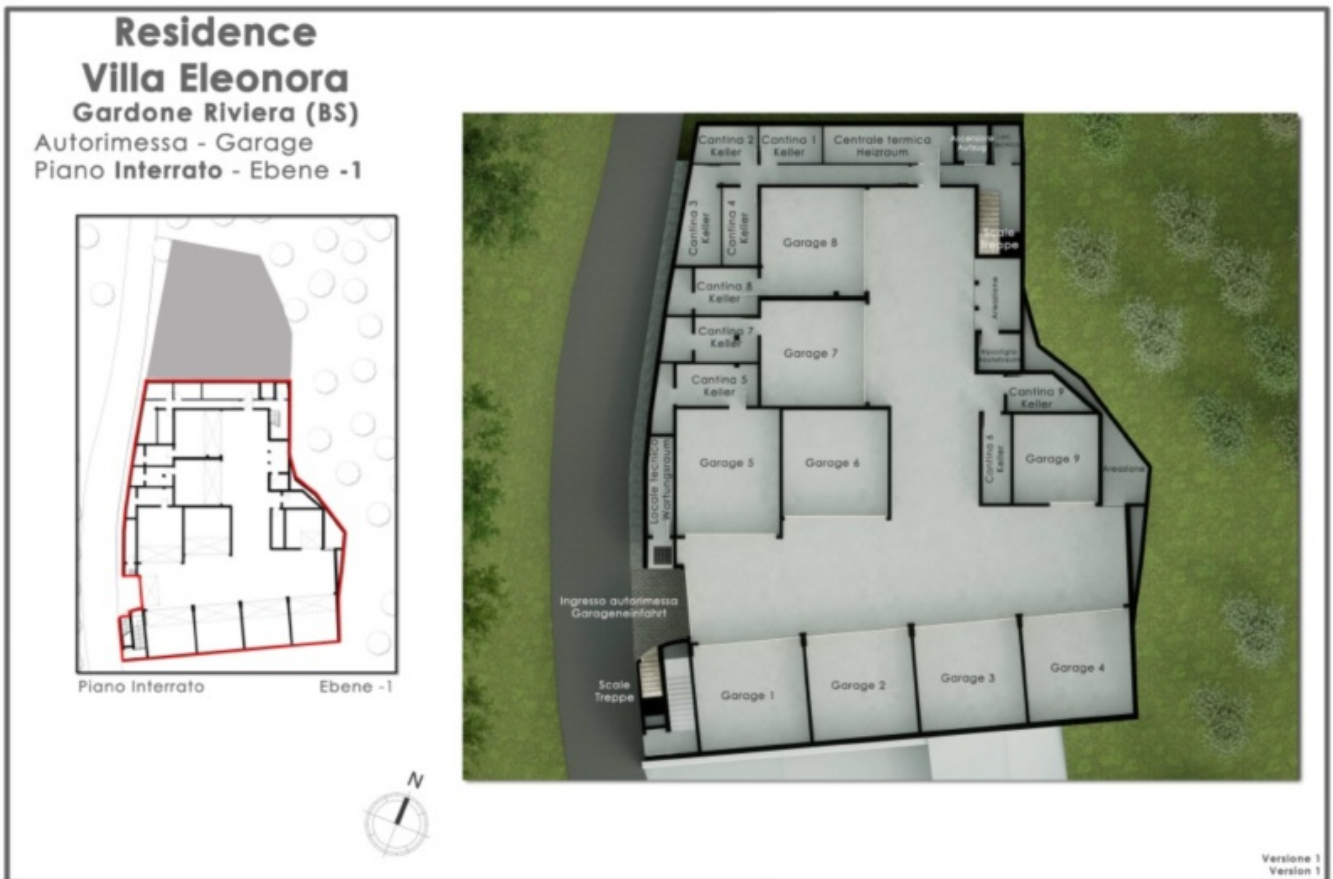 Residence
Villa Eleonora
Gardone Riviera (BS)
Autorimessa - Garage
Piano Interrato - Ebene -1
Piano Interrato
Ebene -1
N
Cantina 2
Keller
Cantina 1
Keller
Centrale termica
Heizraum
Cantina 3
Keller
Cantina 4
Keller
Garage 8
Scale
Treppe
Cantina 8
Keller
Areazione
Cantina 7
Keller
Garage 7
Cantina 5
Keller
Cantina 9
Keller
Locale tecnico
Wartungsraum
Garage 5
Garage 6
Cantina 6
Keller
Garage 9
Areazione
Ingresso autorimessa
Garageneinfahrt
Scale
Treppe
Garage 1
Garage 2
Garage 3
Garage 4
Versione 1
Version 1